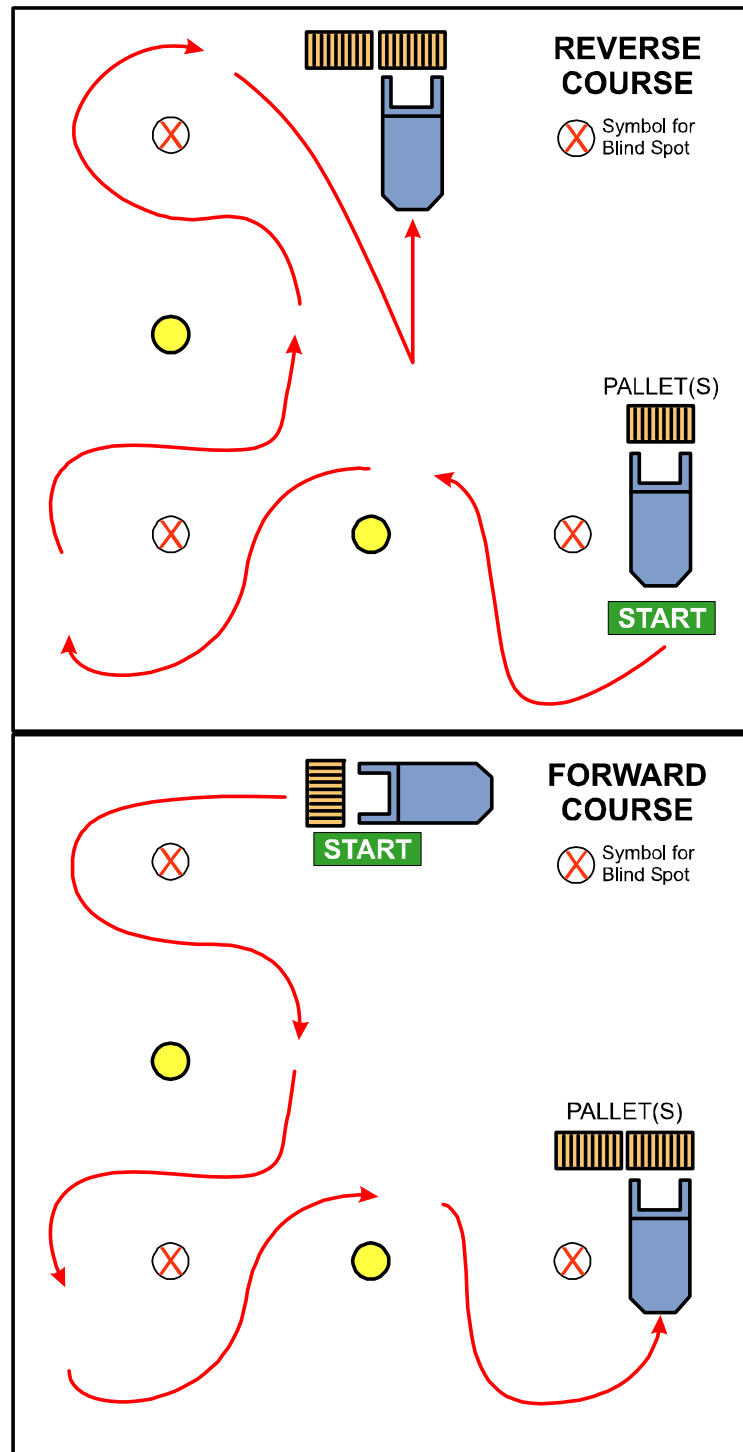 REVERSE
COURSE
Symbol for
Blind Spot
PALLET(S)
START
FORWARD
COURSE
START
Symbol for
Blind Spot
PALLET(S)